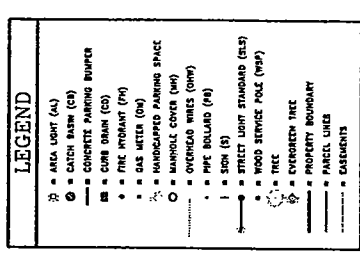 LEGEND
= AREA LIGHT (AL)
= CATCH BASIN (CB)
= CONCRETE PARKING BUMPER
= CURB DRAIN (CD)
= FIRE HYDRANT (FH)
= GAS METER (GM)
= HANDICAPPED PARKING SPACE
= MANHOLE COVER (MH)
= OVERHEAD WIRES (OHW)
= PIPE BOLLARD (PB)
= SIGN (S)
= STREET LIGHT STANDARD (SLS)
= WOOD SERVICE POLE (WSP)
= TREE
= EVERGREEN TREE
= PROPERTY BOUNDARY
= PARCEL LINES
= EASEMENTS